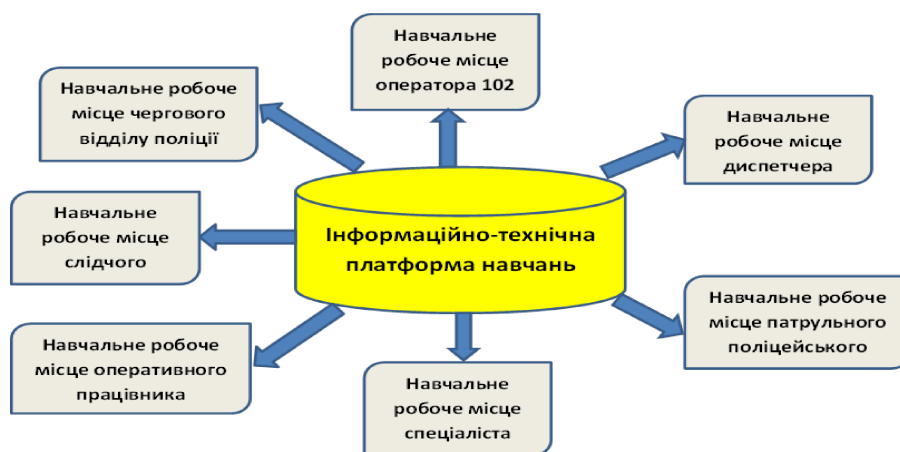 Навчальне
робоче місце
оператора 102
Навчальне робоче
місце чергового
відділу поліції
Навчальне
робоче місце
диспетчера
Навчальне
робоче місце
слідчого
Інформаційно-технічна
платформа навчань
Навчальне робоче
місце патрульного
поліцейського
Навчальне робоче
місце оперативного
працівника
Навчальне
робоче місце
спеціаліста